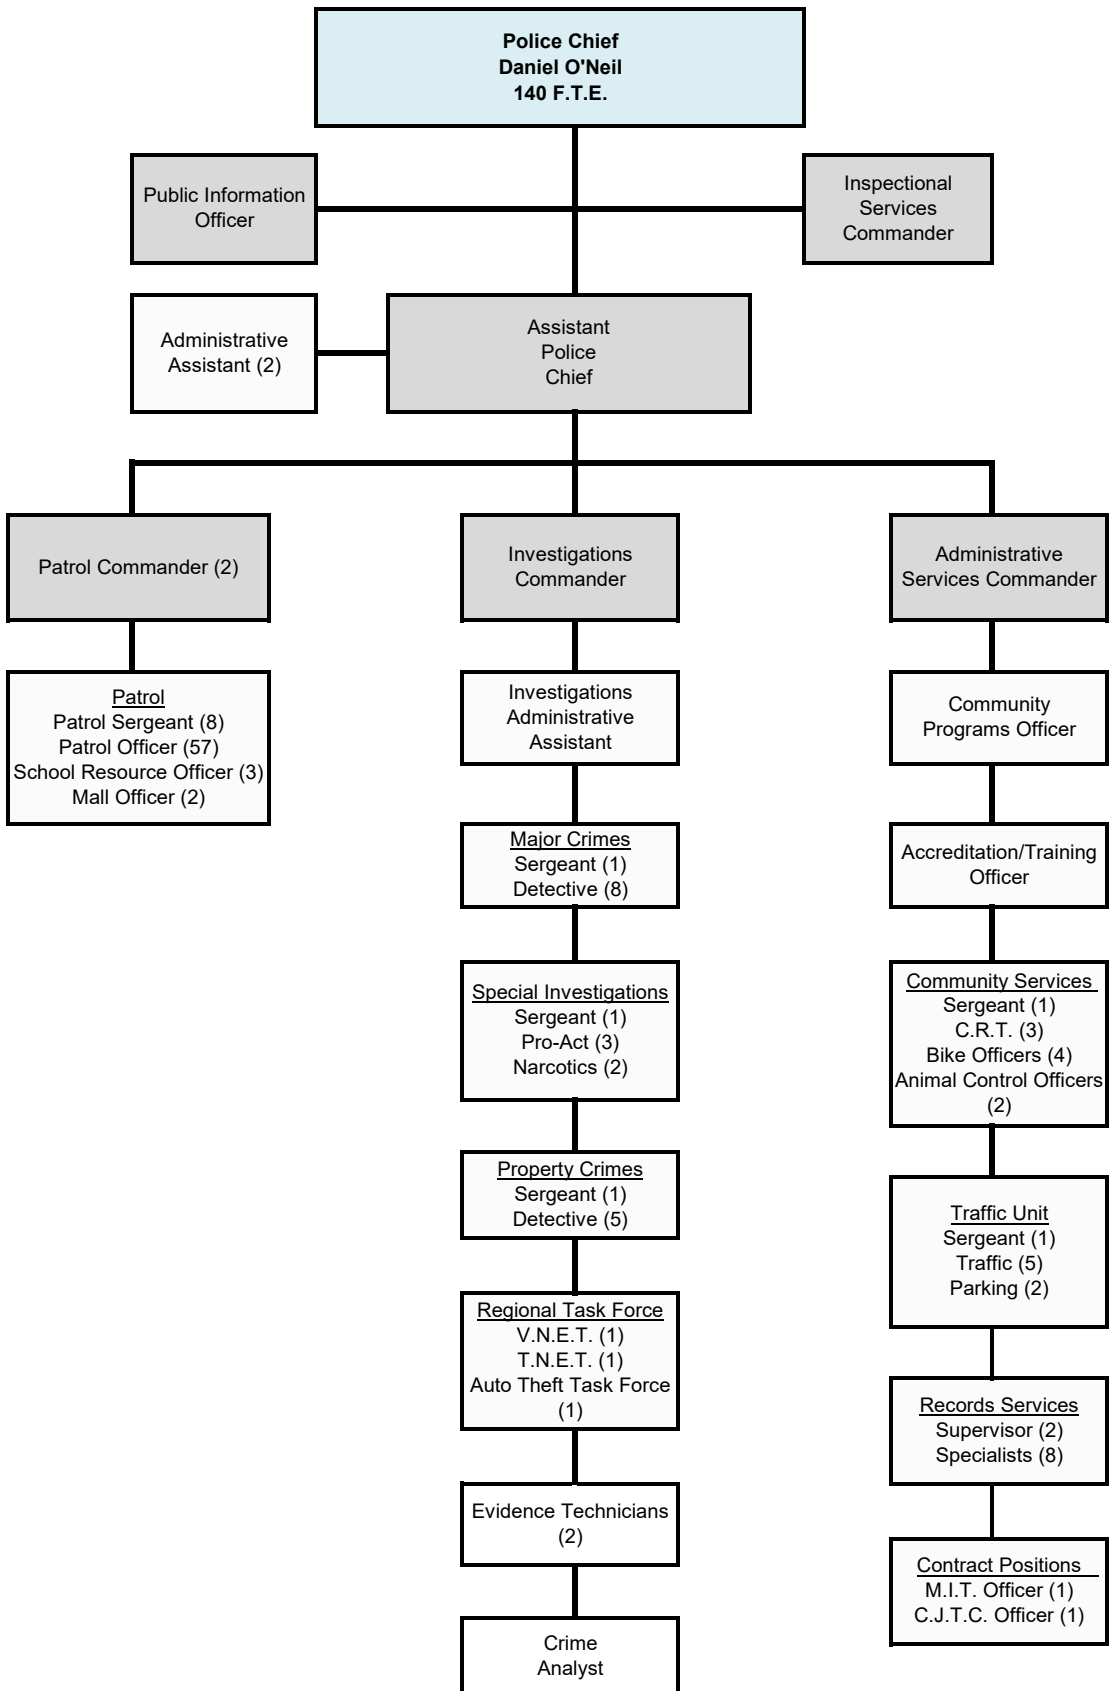 Police Chief
Daniel O'Neil
140 F.T.E.
Public Information
Officer
Inspectional
Services
Commander
Administrative
Assistant (2)
Assistant
Police
Chief
Patrol Commander (2)
Investigations
Commander
Administrative
Services Commander
Patrol
Patrol Sergeant (8)
Patrol Officer (57)
School Resource Officer (3)
Mall Officer (2)
Investigations
Administrative
Assistant
Community
Programs Officer
Major Crimes
Sergeant (1)
Detective (8)
Accreditation/Training
Officer
Special Investigations
Sergeant (1)
Pro-Act (3)
Narcotics (2)
Community Services
Sergeant (1)
C.R.T. (3)
Bike Officers (4)
Animal Control Officers
(2)
Property Crimes
Sergeant (1)
Detective (5)
Traffic Unit
Sergeant (1)
Traffic (5)
Parking (2)
Regional Task Force
V.N.E.T. (1)
T.N.E.T. (1)
Auto Theft Task Force
(1)
Records Services
Supervisor (2)
Specialists (8)
Evidence Technicians
(2)
Contract Positions
M.I.T. Officer (1)
C.J.T.C. Officer (1)
Crime
Analyst